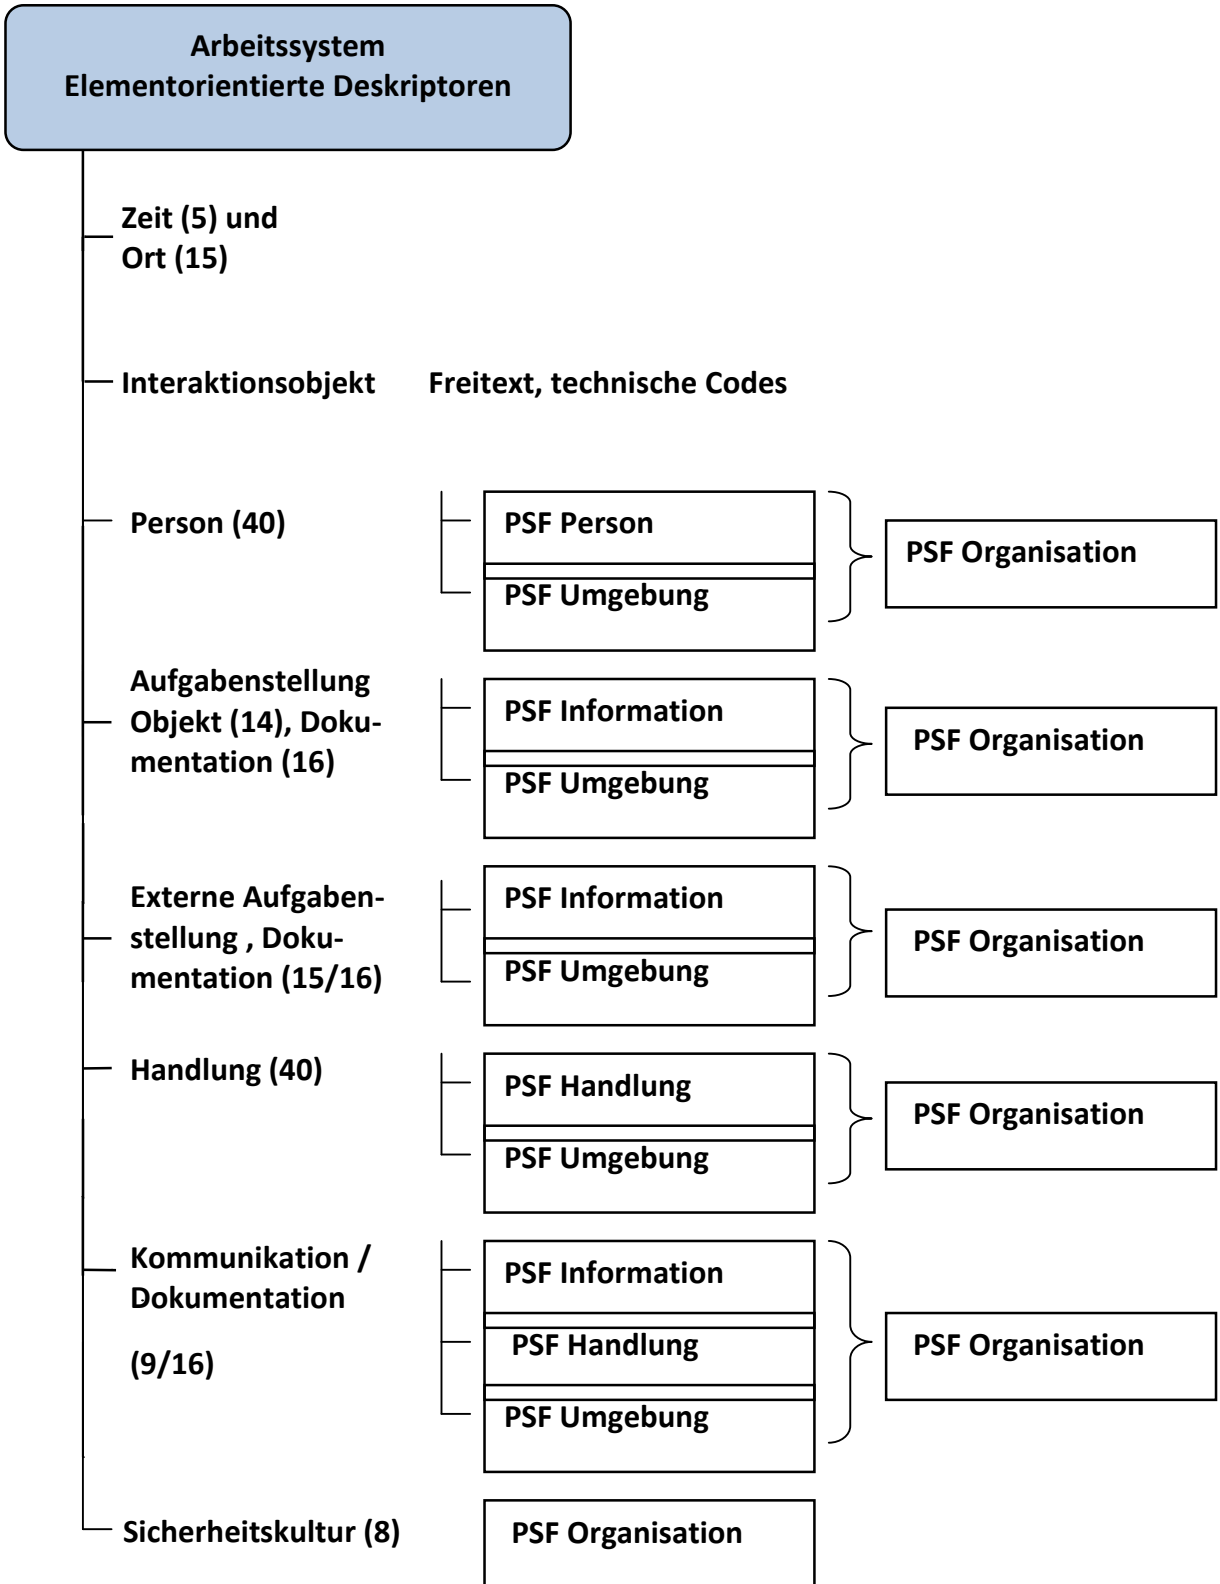 Arbeitssystem
Elementorientierte Deskriptoren
Zeit (5) und
Ort (15)
Interaktionsobjekt
Freitext, technische Codes
Person (40)
PSF Person
PSF Umgebung
PSF Organisation
Aufgabenstellung
Objekt (14), Doku-
mentation (16)
PSF Information
PSF Umgebung
PSF Organisation
Externe Aufgaben-
stellung , Doku-
mentation (15/16)
PSF Information
PSF Umgebung
PSF Organisation
Handlung (40)
PSF Handlung
PSF Umgebung
PSF Organisation
Kommunikation /
Dokumentation
(9/16)
PSF Information
PSF Handlung
PSF Umgebung
PSF Organisation
Sicherheitskultur (8)
PSF Organisation